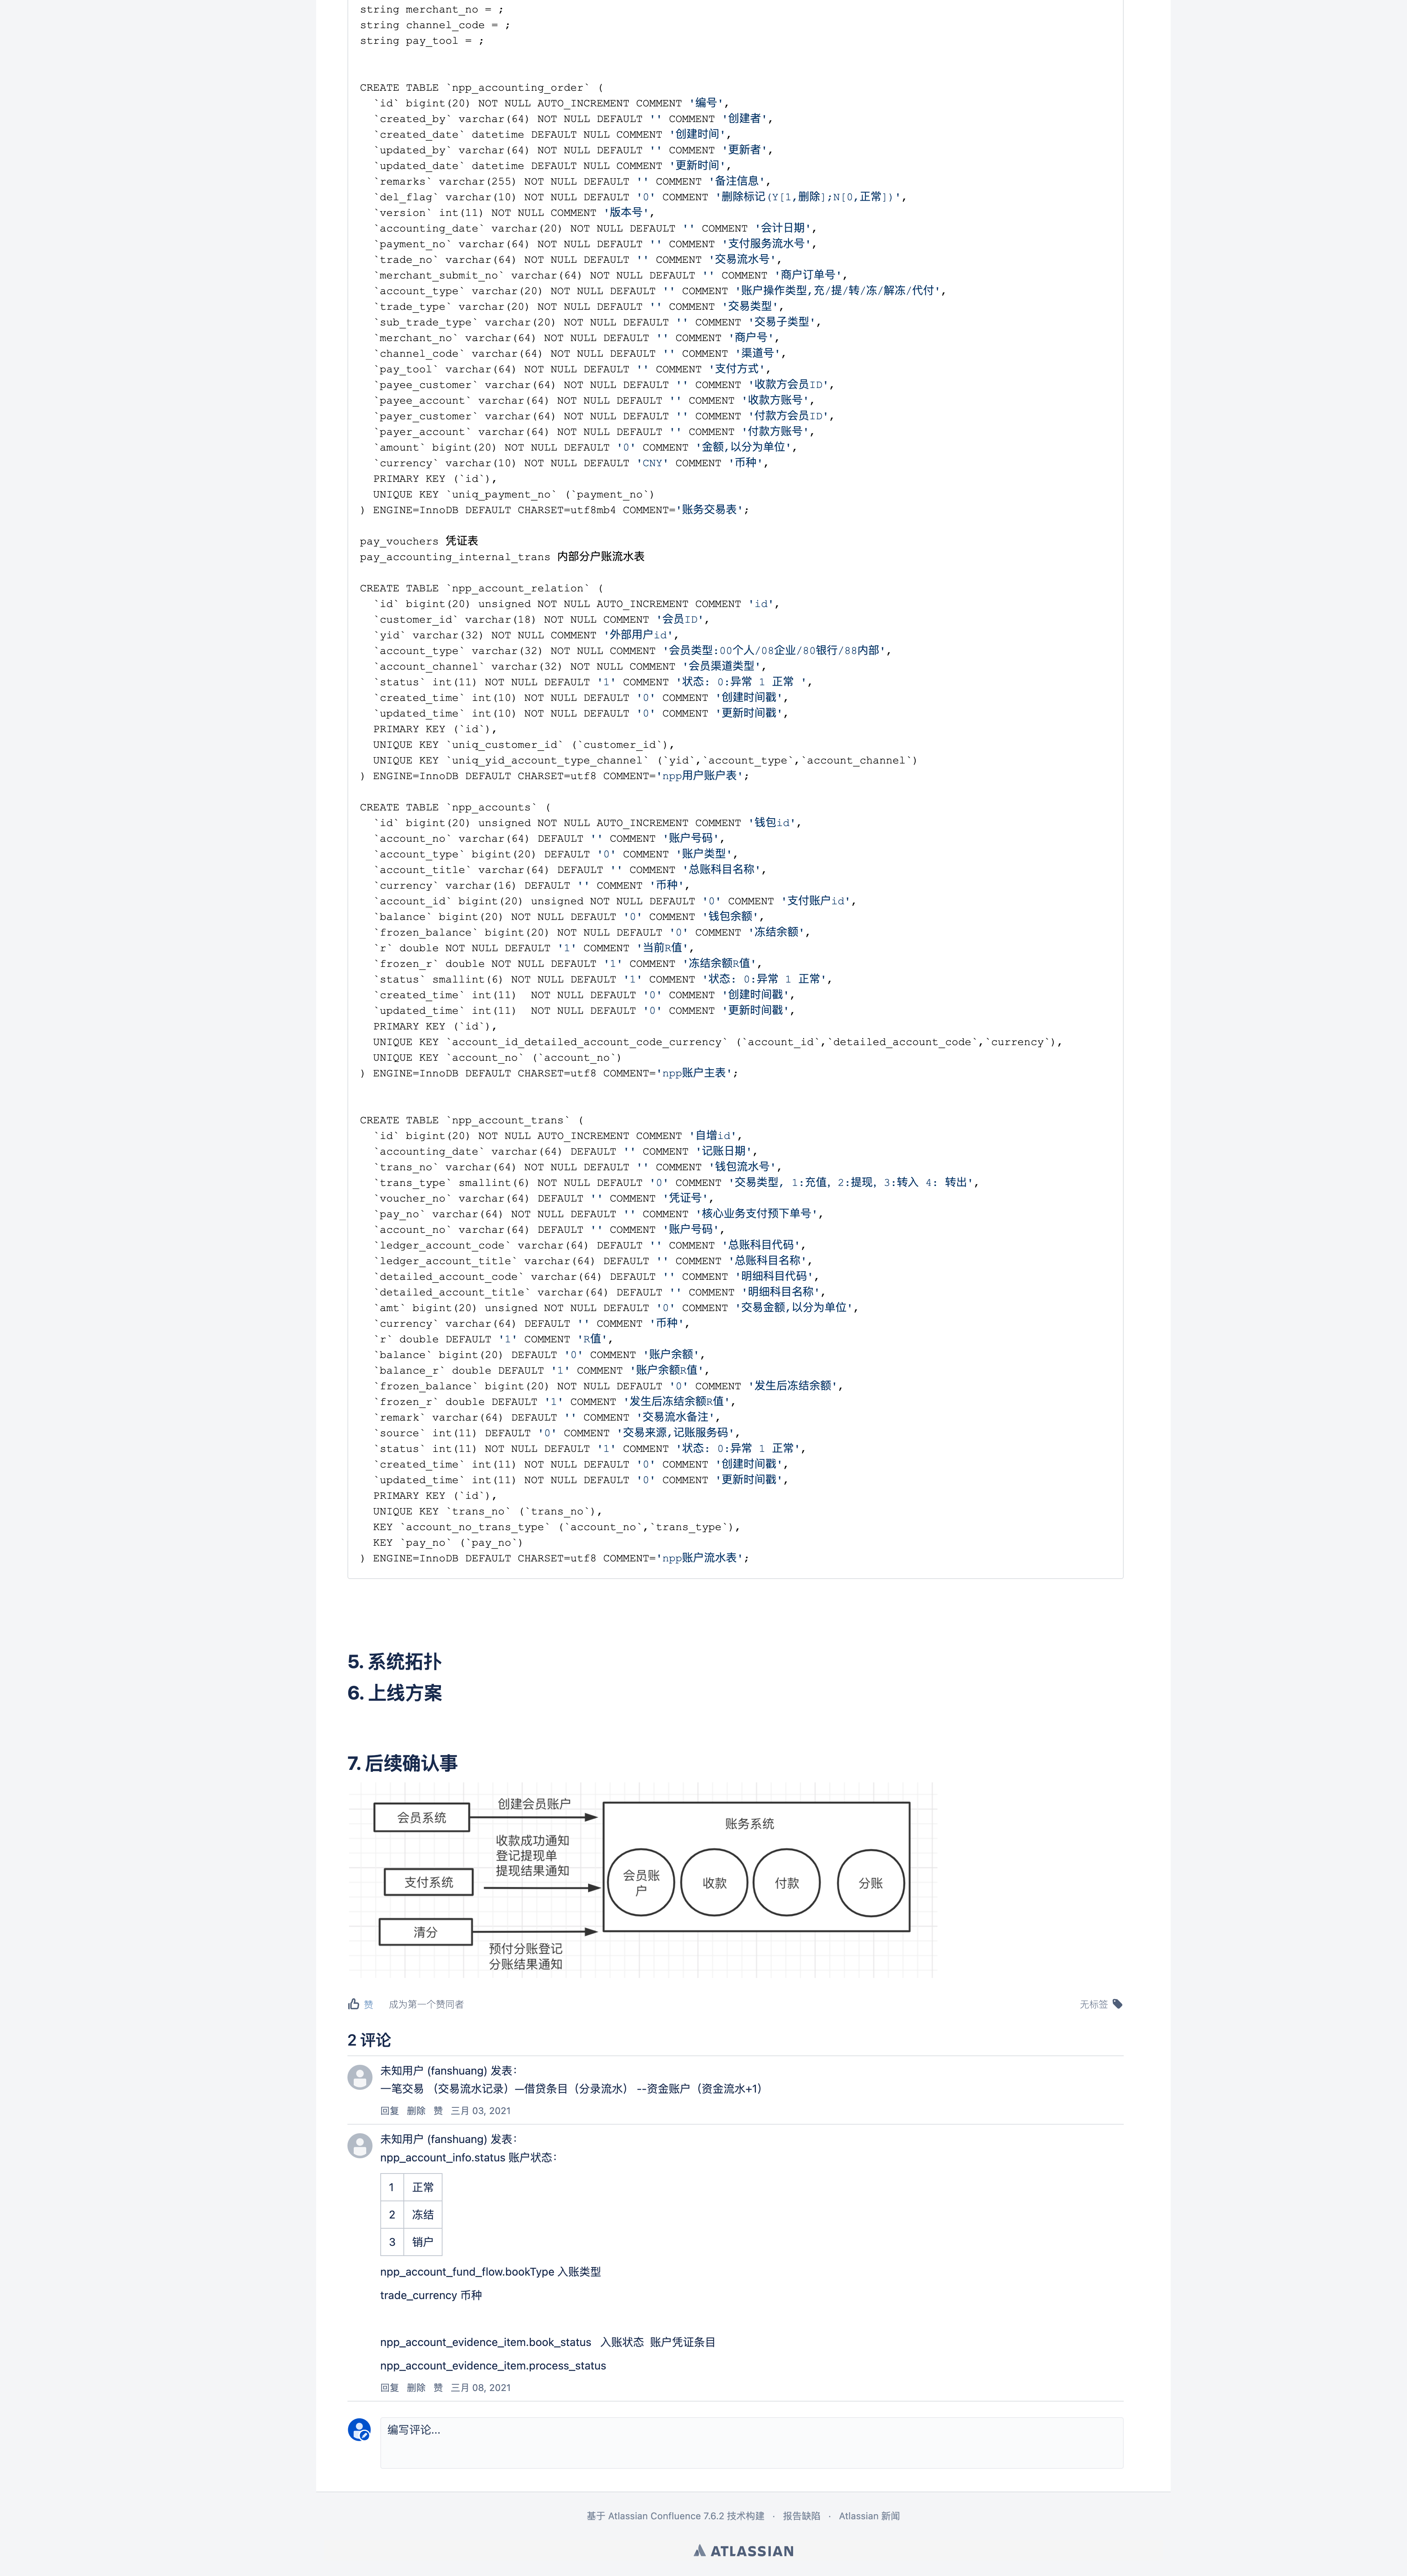 string merchant_no = ;
string channel_code = ;
string pay_tool = ;
CREATE TABLE `npp_accounting_order` (
`id` bigint(20) NOT NULL AUTO_INCREMENT COMMENT '编号',
`created_by` varchar(64) NOT NULL DEFAULT '' COMMENT '创建者',
`created_date` datetime DEFAULT NULL COMMENT '创建时间',
`updated_by` varchar(64) NOT NULL DEFAULT '' COMMENT '更新者',
`updated_date` datetime DEFAULT NULL COMMENT '更新时间',
`remarks` varchar(255) NOT NULL DEFAULT '' COMMENT '备注信息',
`del_flag` varchar(10) NOT NULL DEFAULT '0' COMMENT '删除标记(Y[1,删除];N[0,正常])',
`version` int(11) NOT NULL COMMENT '版本号',
`accounting_date` varchar(20) NOT NULL DEFAULT '' COMMENT '会计日期',
`payment_no` varchar(64) NOT NULL DEFAULT '' COMMENT '支付服务流水号',
`trade_no` varchar(64) NOT NULL DEFAULT '' COMMENT '交易流水号',
`merchant_submit_no` varchar(64) NOT NULL DEFAULT '' COMMENT '商户订单号',
`account_type` varchar(20) NOT NULL DEFAULT '' COMMENT '账户操作类型,充/提/转/冻/解冻/代付',
`trade_type` varchar(20) NOT NULL DEFAULT '' COMMENT '交易类型',
`sub_trade_type` varchar(20) NOT NULL DEFAULT '' COMMENT '交易子类型',
`merchant_no` varchar(64) NOT NULL DEFAULT '' COMMENT '商户号',
`channel_code` varchar(64) NOT NULL DEFAULT '' COMMENT '渠道号',
`pay_tool` varchar(64) NOT NULL DEFAULT '' COMMENT '支付方式',
`payee_customer` varchar(64) NOT NULL DEFAULT '' COMMENT '收款方会员ID',
`payee_account` varchar(64) NOT NULL DEFAULT '' COMMENT '收款方账号',
`payer_customer` varchar(64) NOT NULL DEFAULT '' COMMENT '付款方会员ID',
`payer_account` varchar(64) NOT NULL DEFAULT '' COMMENT '付款方账号',
`amount` bigint(20) NOT NULL DEFAULT '0' COMMENT '金额,以分为单位',
`currency` varchar(10) NOT NULL DEFAULT 'CNY' COMMENT '币种',
PRIMARY KEY (`id`),
UNIQUE KEY `uniq_payment_no` (`payment_no`)
) ENGINE=InnoDB DEFAULT CHARSET=utf8mb4 COMMENT='账务交易表';
pay_vouchers 凭证表
pay_accounting_internal_trans 内部分户账流水表
CREATE TABLE `npp_account_relation` (
`id` bigint(20) unsigned NOT NULL AUTO_INCREMENT COMMENT 'id',
`customer_id` varchar(18) NOT NULL COMMENT '会员ID',
`yid` varchar(32) NOT NULL COMMENT '外部用户id',
`account_type` varchar(32) NOT NULL COMMENT '会员类型:00个人/08企业/80银行/88内部',
`account_channel` varchar(32) NOT NULL COMMENT '会员渠道类型',
`status` int(11) NOT NULL DEFAULT '1' COMMENT '状态: 0:异常 1 正常 ',
`created_time` int(10) NOT NULL DEFAULT '0' COMMENT '创建时间戳',
`updated_time` int(10) NOT NULL DEFAULT '0' COMMENT '更新时间戳',
PRIMARY KEY (`id`),
UNIQUE KEY `uniq_customer_id` (`customer_id`),
UNIQUE KEY `uniq_yid_account_type_channel` (`yid`,`account_type`,`account_channel`)
) ENGINE=InnoDB DEFAULT CHARSET=utf8 COMMENT='npp用户账户表';
CREATE TABLE `npp_accounts` (
`id` bigint(20) unsigned NOT NULL AUTO_INCREMENT COMMENT '钱包id',
`account_no` varchar(64) DEFAULT '' COMMENT '账户号码',
`account_type` bigint(20) DEFAULT '0' COMMENT '账户类型',
`account_title` varchar(64) DEFAULT '' COMMENT '总账科目名称',
`currency` varchar(16) DEFAULT '' COMMENT '币种',
`account_id` bigint(20) unsigned NOT NULL DEFAULT '0' COMMENT '支付账户id',
`balance` bigint(20) NOT NULL DEFAULT '0' COMMENT '钱包余额',
`frozen_balance` bigint(20) NOT NULL DEFAULT '0' COMMENT '冻结余额',
`r` double NOT NULL DEFAULT '1' COMMENT '当前R值',
`frozen_r` double NOT NULL DEFAULT '1' COMMENT '冻结余额R值',
`status` smallint(6) NOT NULL DEFAULT '1' COMMENT '状态: 0:异常 1 正常',
`created_time` int(11)  NOT NULL DEFAULT '0' COMMENT '创建时间戳',
`updated_time` int(11)  NOT NULL DEFAULT '0' COMMENT '更新时间戳',
PRIMARY KEY (`id`),
UNIQUE KEY `account_id_detailed_account_code_currency` (`account_id`,`detailed_account_code`,`currency`),
UNIQUE KEY `account_no` (`account_no`)
) ENGINE=InnoDB DEFAULT CHARSET=utf8 COMMENT='npp账户主表';
CREATE TABLE `npp_account_trans` (
`id` bigint(20) NOT NULL AUTO_INCREMENT COMMENT '自增id',
`accounting_date` varchar(64) DEFAULT '' COMMENT '记账日期',
`trans_no` varchar(64) NOT NULL DEFAULT '' COMMENT '钱包流水号',
`trans_type` smallint(6) NOT NULL DEFAULT '0' COMMENT '交易类型, 1:充值, 2:提现, 3:转入 4: 转出',
`voucher_no` varchar(64) DEFAULT '' COMMENT '凭证号',
`pay_no` varchar(64) NOT NULL DEFAULT '' COMMENT '核心业务支付预下单号',
`account_no` varchar(64) DEFAULT '' COMMENT '账户号码',
`ledger_account_code` varchar(64) DEFAULT '' COMMENT '总账科目代码',
`ledger_account_title` varchar(64) DEFAULT '' COMMENT '总账科目名称',
`detailed_account_code` varchar(64) DEFAULT '' COMMENT '明细科目代码',
`detailed_account_title` varchar(64) DEFAULT '' COMMENT '明细科目名称',
`amt` bigint(20) unsigned NOT NULL DEFAULT '0' COMMENT '交易金额,以分为单位',
`currency` varchar(64) DEFAULT '' COMMENT '币种',
`r` double DEFAULT '1' COMMENT 'R值',
`balance` bigint(20) DEFAULT '0' COMMENT '账户余额',
`balance_r` double DEFAULT '1' COMMENT '账户余额R值',
`frozen_balance` bigint(20) NOT NULL DEFAULT '0' COMMENT '发生后冻结余额',
`frozen_r` double DEFAULT '1' COMMENT '发生后冻结余额R值',
`remark` varchar(64) DEFAULT '' COMMENT '交易流水备注',
`source` int(11) DEFAULT '0' COMMENT '交易来源,记账服务码',
`status` int(11) NOT NULL DEFAULT '1' COMMENT '状态: 0:异常 1 正常',
`created_time` int(11) NOT NULL DEFAULT '0' COMMENT '创建时间戳',
`updated_time` int(11) NOT NULL DEFAULT '0' COMMENT '更新时间戳',
PRIMARY KEY (`id`),
UNIQUE KEY `trans_no` (`trans_no`),
KEY `account_no_trans_type` (`account_no`,`trans_type`),
KEY `pay_no` (`pay_no`)
) ENGINE=InnoDB DEFAULT CHARSET=utf8 COMMENT='npp账户流水表';
5. 系统拓扑
6. 上线方案
7. 后续确认事
会员系统
创建会员账户
账务系统
收款成功通知
登记提现单
提现结果通知
支付系统
会员账
户
收款
付款
分账
清分
预付分账登记
分账结果通知
赞 成为第一个赞同者
无标签
2 评论
未知用户 (fanshuang) 发表：
一笔交易 （交易流水记录）—借贷条目（分录流水） --资金账户（资金流水+1）
回复 删除 赞 三月 03, 2021
未知用户 (fanshuang) 发表：
npp_account_info.status 账户状态：
1 正常
2 冻结
3 销户
npp_account_fund_flow.bookType 入账类型
trade_currency 币种
npp_account_evidence_item.book_status 入账状态 账户凭证条目
npp_account_evidence_item.process_status
回复 删除 赞 三月 08, 2021
编写评论...
基于 Atlassian Confluence 7.6.2 技术构建 · 报告缺陷 · Atlassian 新闻
ATLASSIAN